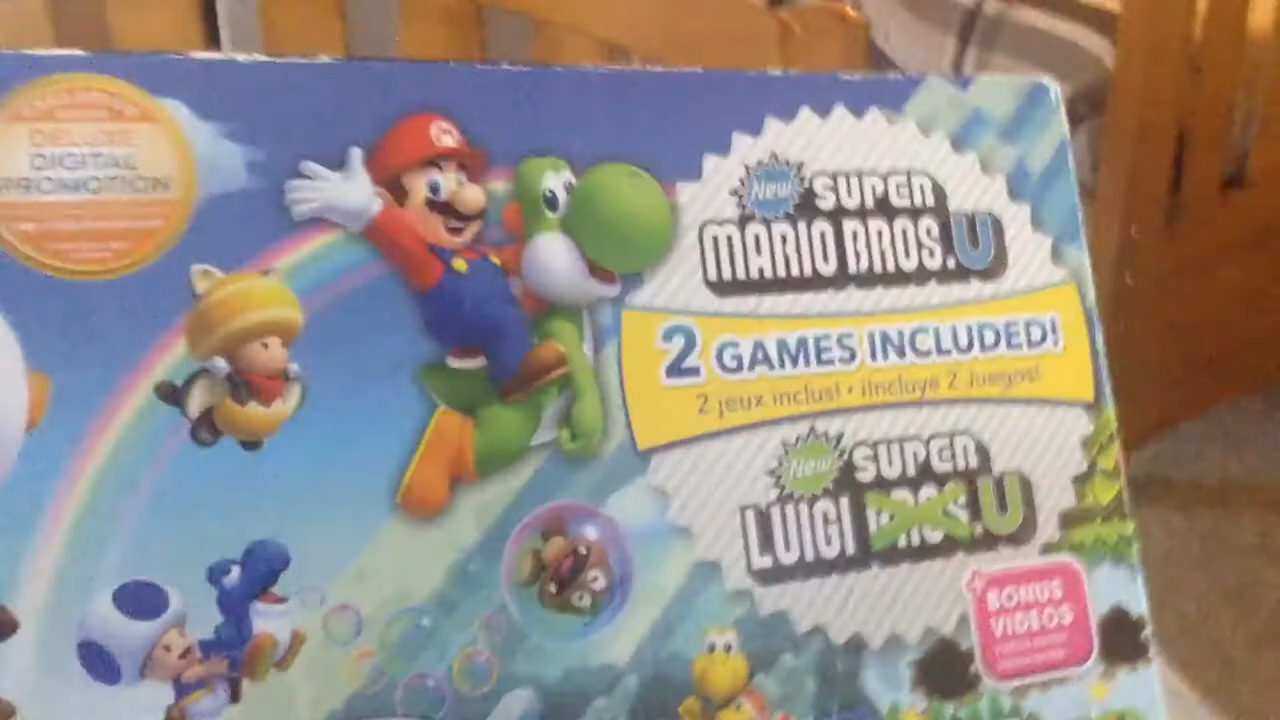 DELUXE
DIGITAL
PROMOTION
New SUPER
MARIO BROS.U
2 GAMES INCLUDED!
2 jeux inclus! • ¡Incluye 2 juegos!
New SUPER
LUIGI BROS.U
BONUS
VIDEOS